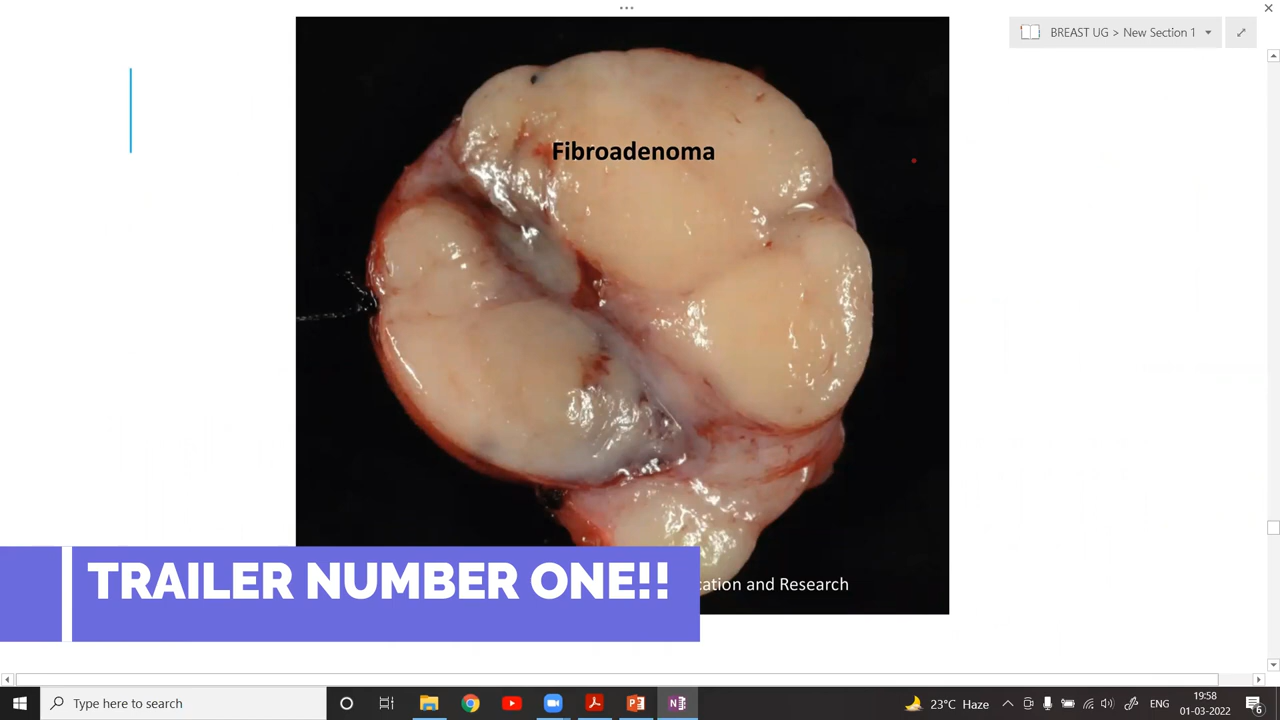 BREAST UG > New Section 1
Fibroadenoma
cation and Research
TRAILER NUMBER ONE!!
Type here to search
23°C Haze
ENG
19:58
01-03-2022
6